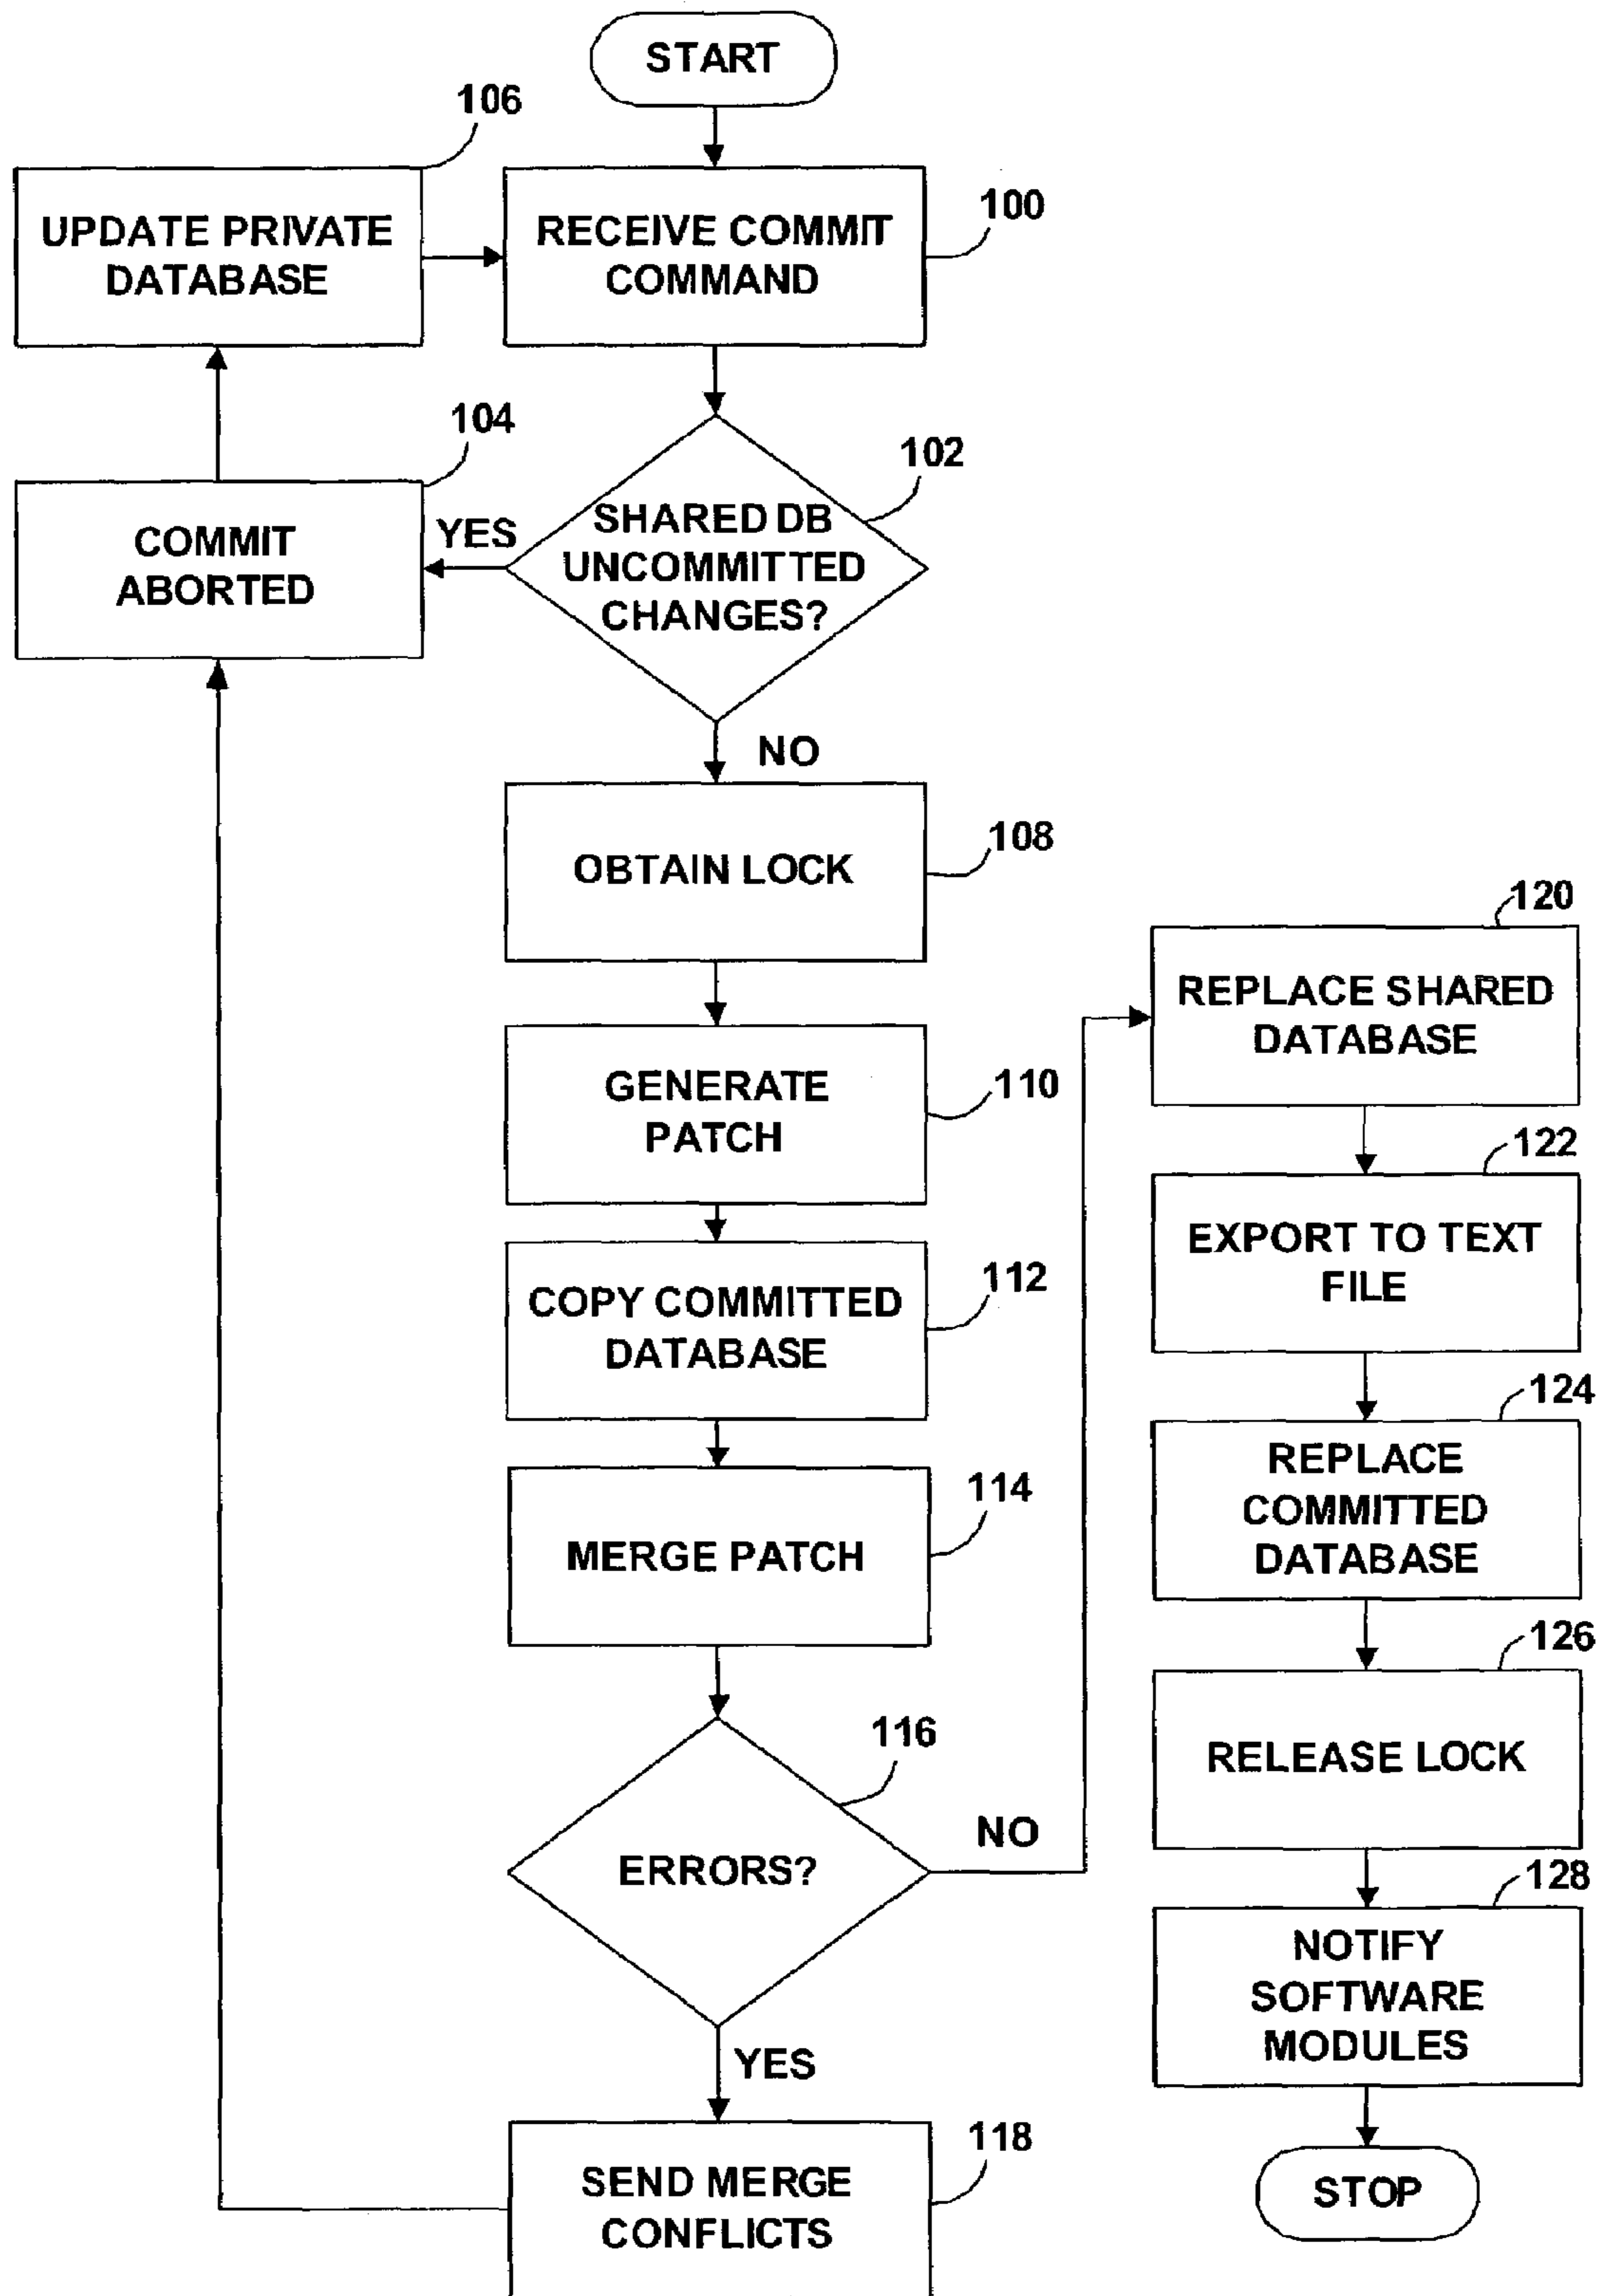 START
106
UPDATE PRIVATE
DATABASE
RECEIVE COMMIT
COMMAND
100
104
COMMIT
ABORTED
YES
102
SHARED DB
UNCOMMITTED
CHANGES?
NO
OBTAIN LOCK
108
GENERATE
PATCH
110
COPY COMMITTED
DATABASE
112
MERGE PATCH
114
116
ERRORS?
NO
YES
SEND MERGE
CONFLICTS
118
120
REPLACE SHARED
DATABASE
122
EXPORT TO TEXT
FILE
124
REPLACE
COMMITTED
DATABASE
126
RELEASE LOCK
128
NOTIFY
SOFTWARE
MODULES
STOP